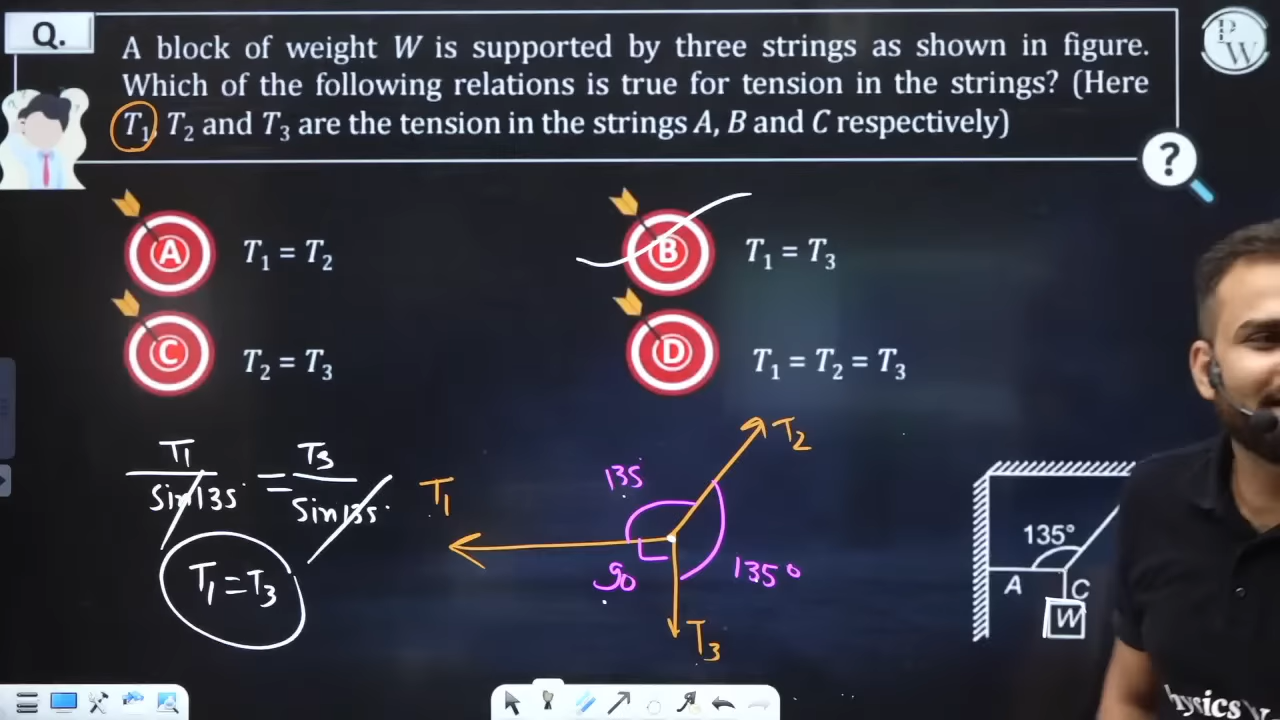 Q.
A block of weight W is supported by three strings as shown in figure.
Which of the following relations is true for tension in the strings? (Here
T₁, T₂ and T₃ are the tension in the strings A, B and C respectively)
PW
?
A T₁ = T₂
B T₁ = T₃
C T₂ = T₃
D T₁ = T₂ = T₃
T₁ = T₃
Sin135 Sin135
T₁=T₃
T₁
135
T₂
90
135°
T₃
135°
A
C
W
hysics W